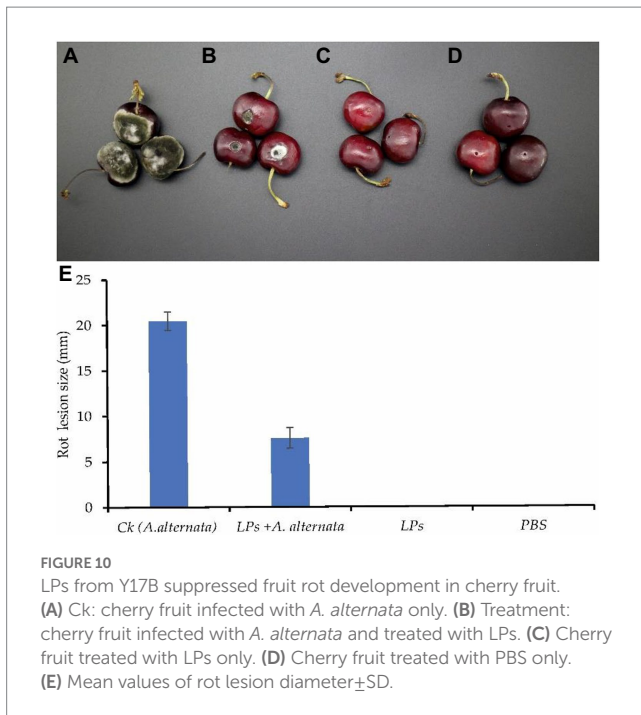 A B C D
E
25
20
15
10
5
0
Rot lesion size (mm)
Ck (A.alternata) LPs +A. alternata LPs PBS
FIGURE 10
LPs from Y17B suppressed fruit rot development in cherry fruit.
(A) Ck: cherry fruit infected with A. alternata only. (B) Treatment:
cherry fruit infected with A. alternata and treated with LPs. (C) Cherry
fruit treated with LPs only. (D) Cherry fruit treated with PBS only.
(E) Mean values of rot lesion diameter±SD.